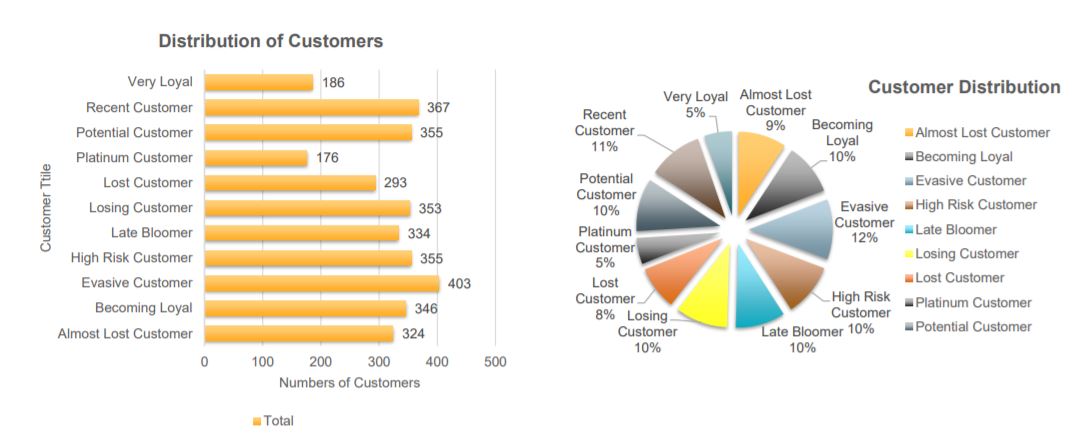 Distribution of Customers
Customer Ttile
Very Loyal 186
Recent Customer 367
Potential Customer 355
Platinum Customer 176
Lost Customer 293
Losing Customer 353
Late Bloomer 334
High Risk Customer 355
Evasive Customer 403
Becoming Loyal 346
Almost Lost Customer 324
0 100 200 300 400 500
Numbers of Customers
Total
Customer Distribution
Very Loyal
5%
Almost Lost
Customer
9%
Becoming
Loyal
10%
Evasive
Customer
12%
High Risk
Customer
10%
Late Bloomer
10%
Losing
Customer
10%
Lost
Customer
8%
Platinum
Customer
5%
Potential
Customer
10%
Recent
Customer
11%
Almost Lost Customer
Becoming Loyal
Evasive Customer
High Risk Customer
Late Bloomer
Losing Customer
Lost Customer
Platinum Customer
Potential Customer